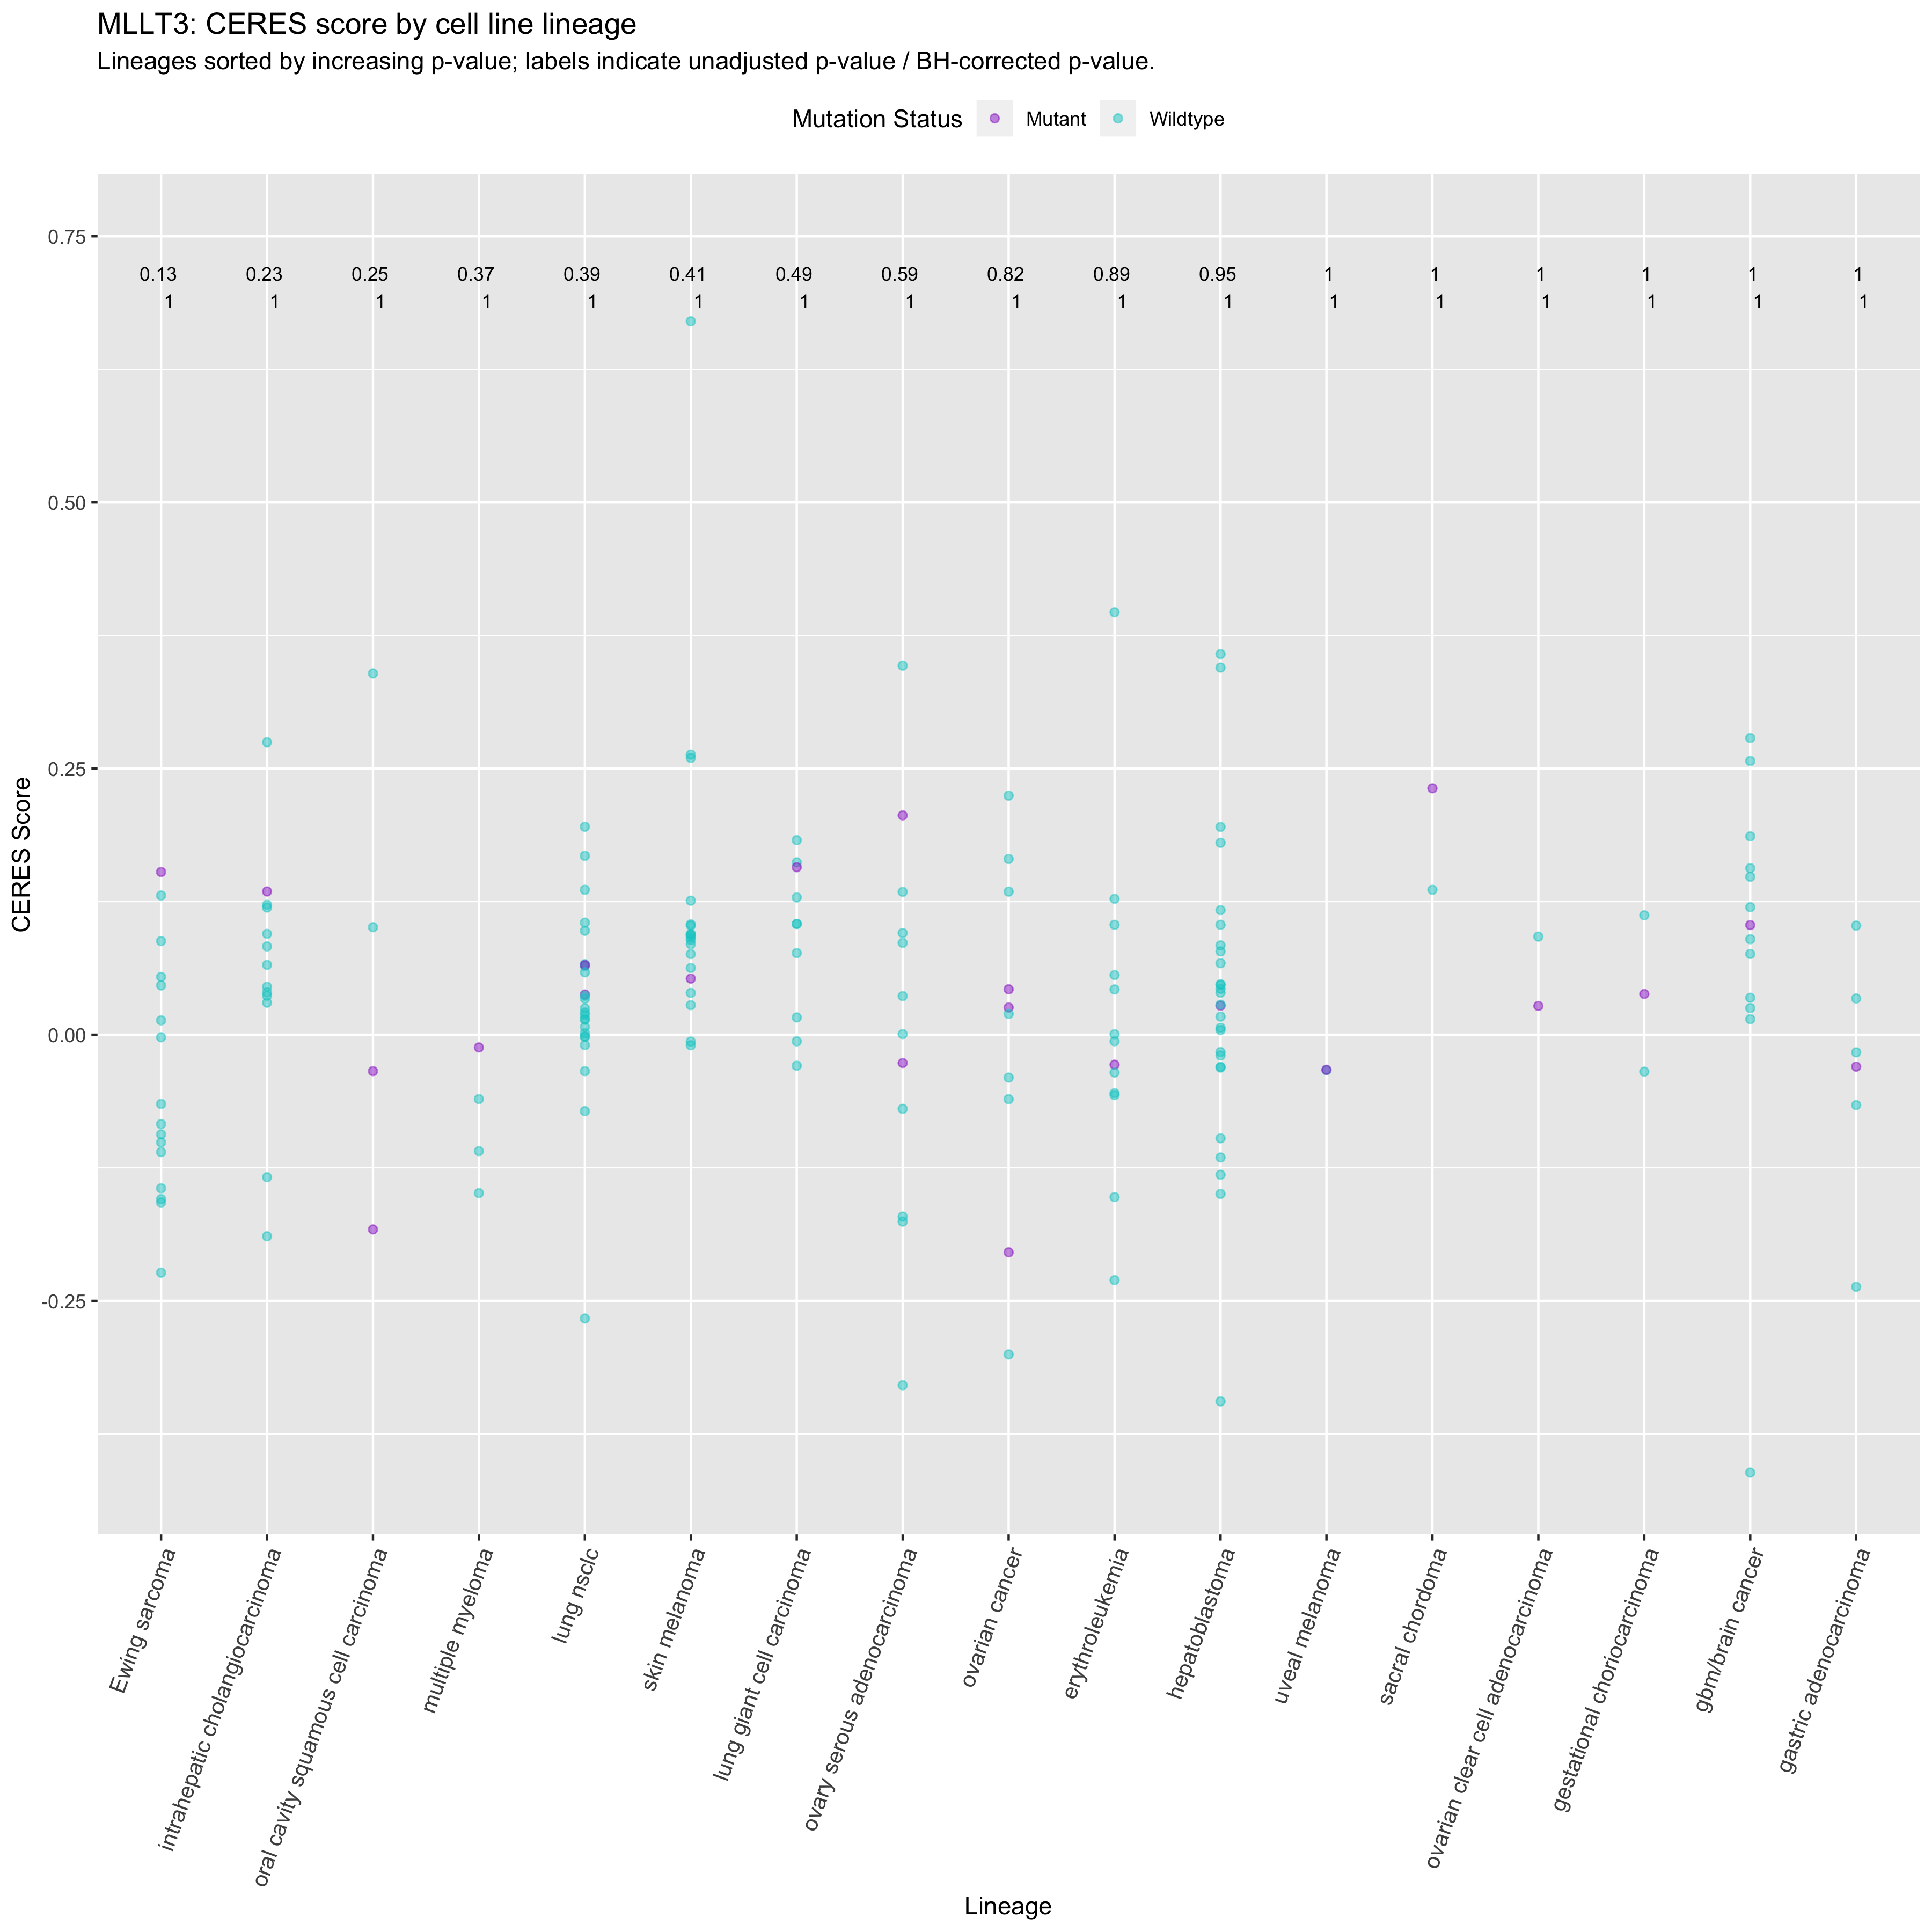 MLLT3: CERES score by cell line lineage
Lineages sorted by increasing p-value; labels indicate unadjusted p-value / BH-corrected p-value.
Mutation Status Mutant Wildtype
0.75
0.13 0.23 0.25 0.37 0.39 0.41 0.49 0.59 0.82 0.89 0.95 1 1 1 1 1 1
1 1 1 1 1 1 1 1 1 1 1 1 1 1 1 1 1
0.50
0.25
0.00
-0.25
CERES Score
Ewing sarcoma
intrahepatic cholangiocarcinoma
oral cavity squamous cell carcinoma
multiple myeloma
lung nsclc
skin melanoma
lung giant cell carcinoma
ovary serous adenocarcinoma
ovarian cancer
erythroleukemia
hepatoblastoma
uveal melanoma
sacral chordoma
ovarian clear cell adenocarcinoma
gestational choriocarcinoma
gbm/brain cancer
gastric adenocarcinoma
Lineage